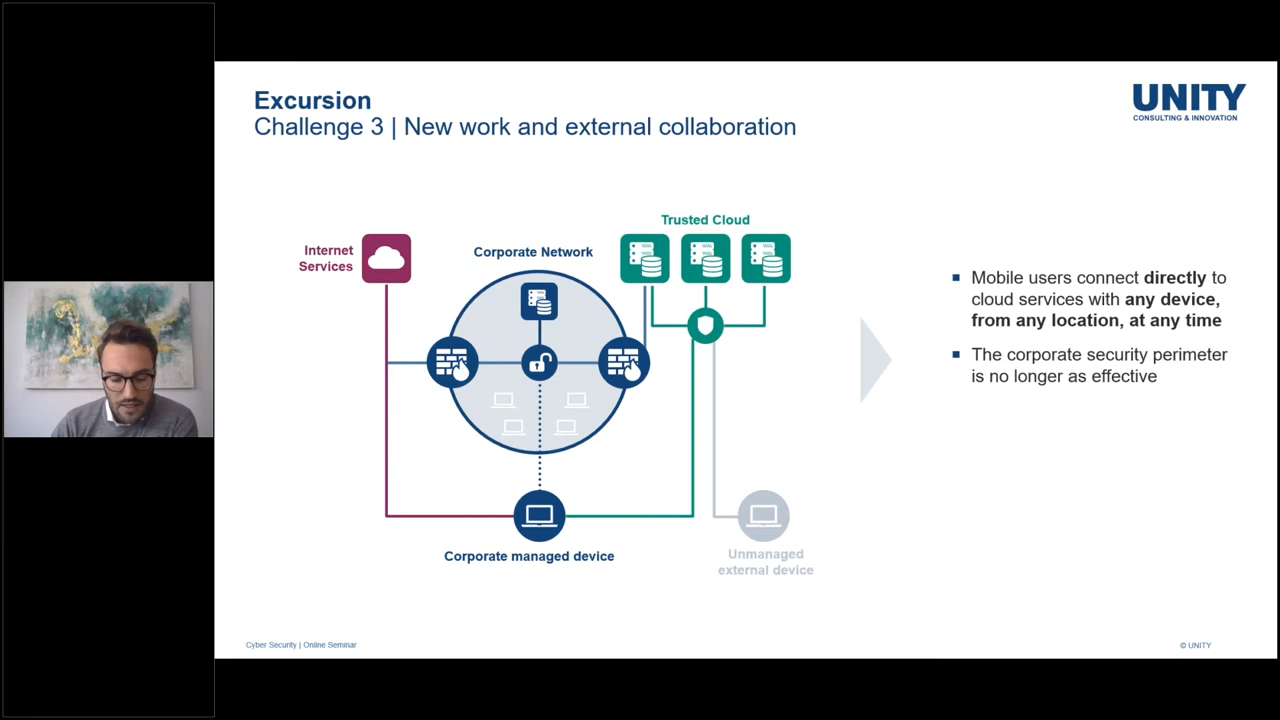 Excursion
Challenge 3 | New work and external collaboration
UNITY
CONSULTING & INNOVATION
Trusted Cloud
Internet
Services
Corporate Network
Corporate managed device
Unmanaged
external device
▪ Mobile users connect directly to
cloud services with any device,
from any location, at any time
▪ The corporate security perimeter
is no longer as effective
Cyber Security | Online Seminar
© UNITY